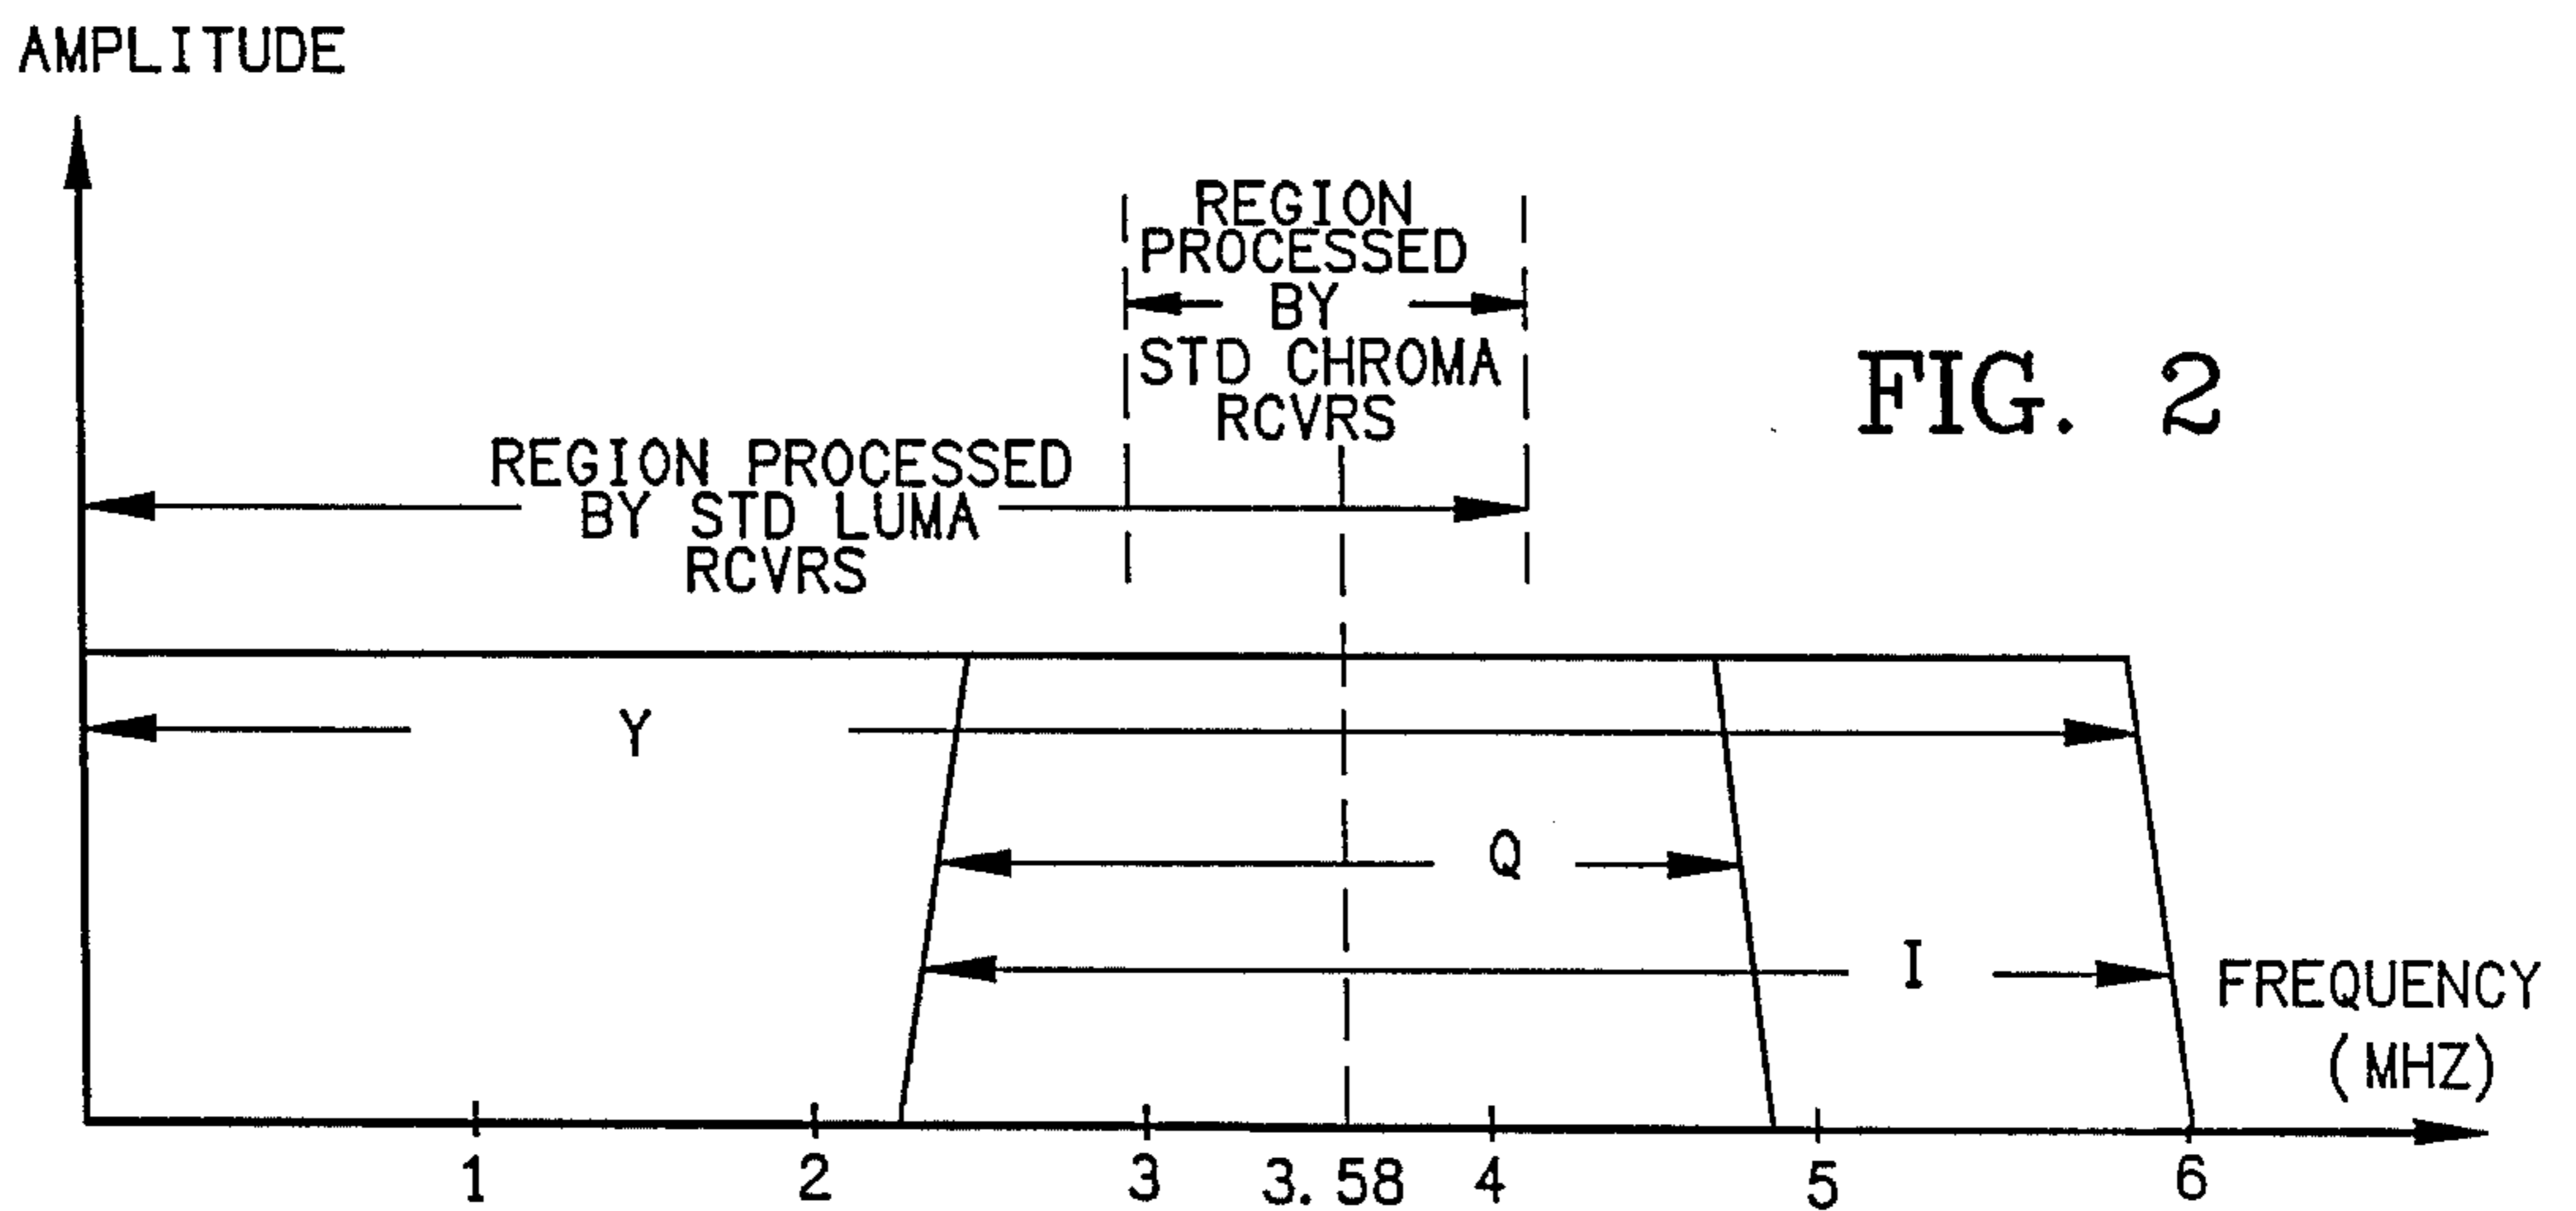 AMPLITUDE
REGION
PROCESSED
BY
STD CHROMA
RCVRS
FIG. 2
REGION PROCESSED
BY STD LUMA
RCVRS
Y
Q
I
FREQUENCY
(MHZ)
1 2 3 3.58 4 5 6